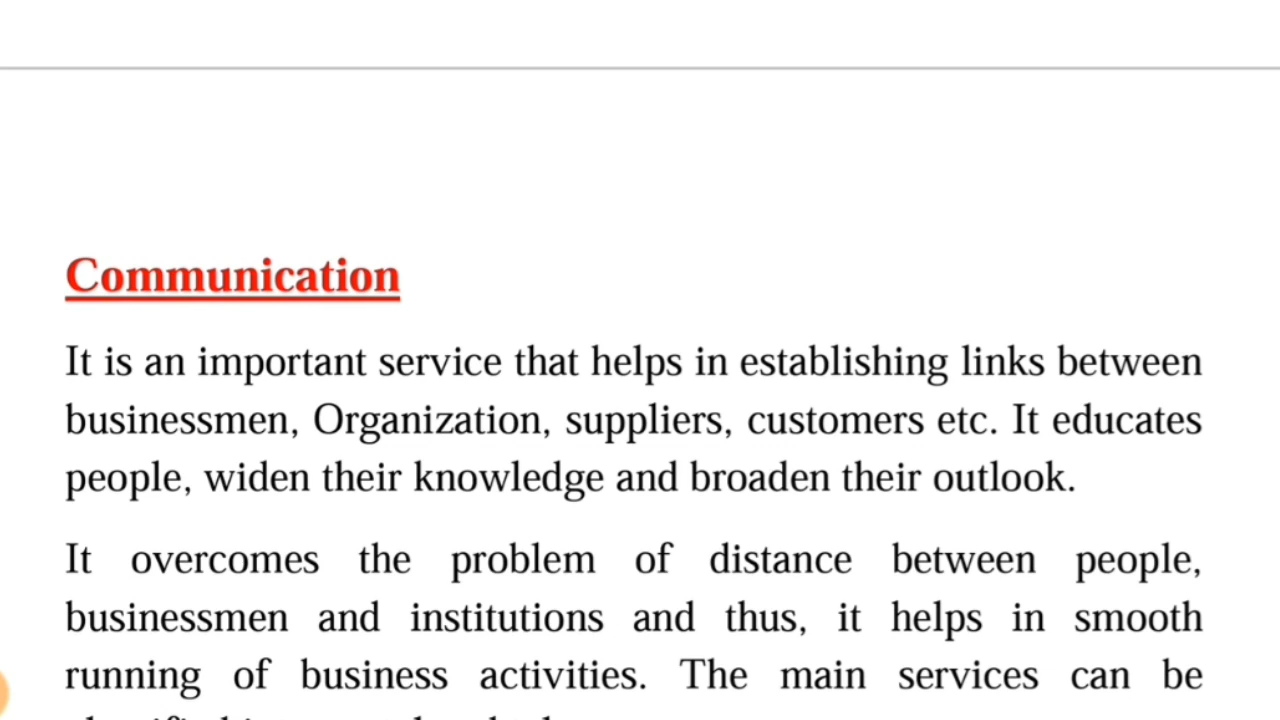 Communication
It is an important service that helps in establishing links between
businessmen, Organization, suppliers, customers etc. It educates
people, widen their knowledge and broaden their outlook.
It overcomes the problem of distance between people,
businessmen and institutions and thus, it helps in smooth
running of business activities. The main services can be